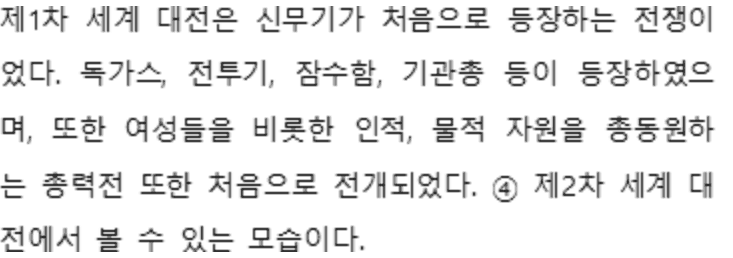 제1차 세계 대전은 신무기가 처음으로 등장하는 전쟁이
었다. 독가스, 전투기, 잠수함, 기관총 등이 등장하였으
며, 또한 여성들을 비롯한 인적, 물적 자원을 총동원하
는 총력전 또한 처음으로 전개되었다. ④ 제2차 세계 대
전에서 볼 수 있는 모습이다.